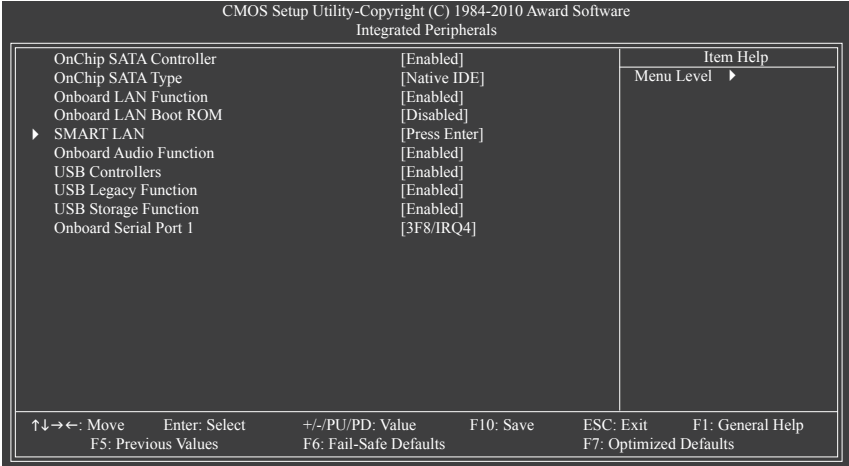 CMOS Setup Utility-Copyright (C) 1984-2010 Award Software
Integrated Peripherals
OnChip SATA Controller [Enabled]
OnChip SATA Type [Native IDE]
Onboard LAN Function [Enabled]
Onboard LAN Boot ROM [Disabled]
SMART LAN [Press Enter]
Onboard Audio Function [Enabled]
USB Controllers [Enabled]
USB Legacy Function [Enabled]
USB Storage Function [Enabled]
Onboard Serial Port 1 [3F8/IRQ4]
Item Help
Menu Level
↑↓→←: Move Enter: Select +/-/PU/PD: Value F10: Save ESC: Exit F1: General Help
F5: Previous Values F6: Fail-Safe Defaults F7: Optimized Defaults